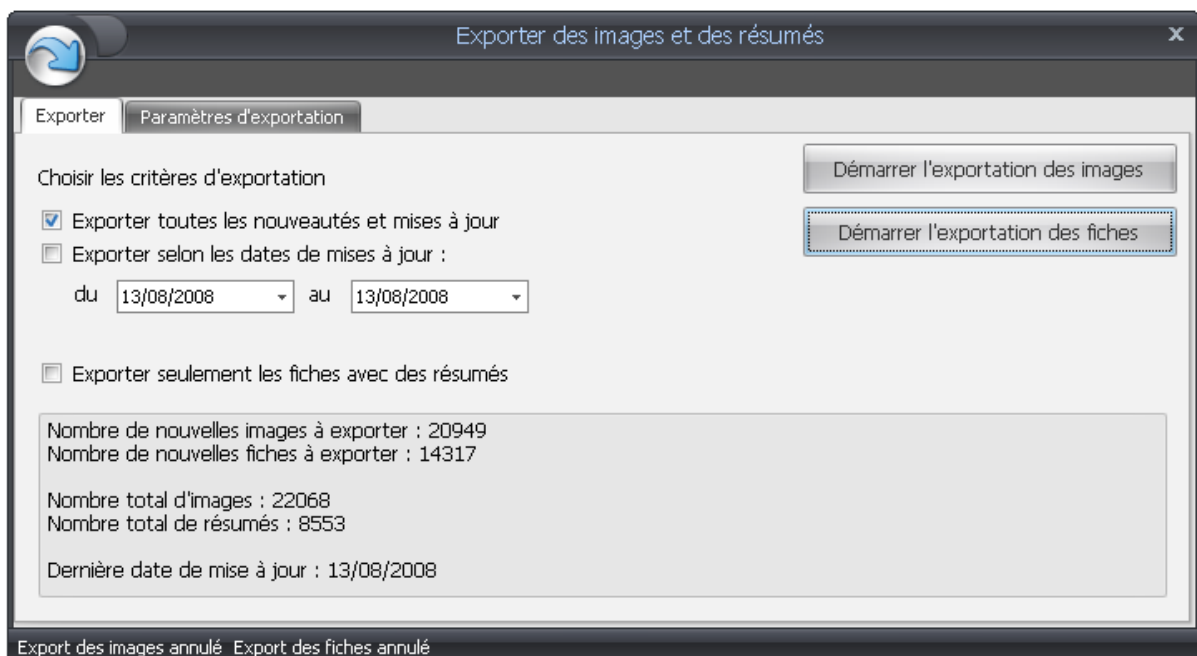 Exporter des images et des résumés x
Exporter
Paramètres d'exportation
Choisir les critères d'exportation
Démarrer l'exportation des images
Exporter toutes les nouveautés et mises à jour
Démarrer l'exportation des fiches
Exporter selon les dates de mises à jour :
du 13/08/2008 au 13/08/2008
Exporter seulement les fiches avec des résumés
Nombre de nouvelles images à exporter : 20949
Nombre de nouvelles fiches à exporter : 14317
Nombre total d'images : 22068
Nombre total de résumés : 8553
Dernière date de mise à jour : 13/08/2008
Export des images annulé Export des fiches annulé